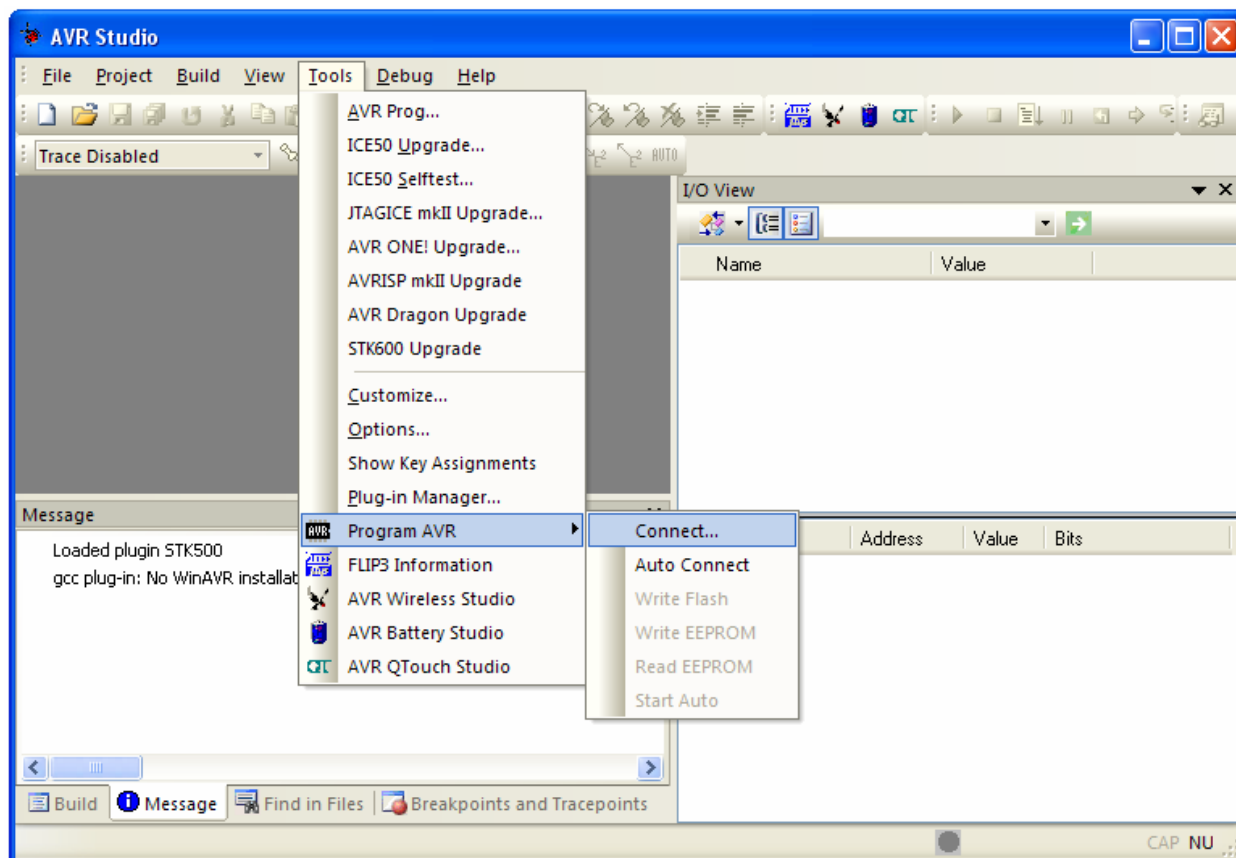 AVR Studio
File Project Build View Tools Debug Help
Trace Disabled
AUTO
AVR Prog...
ICE50 Upgrade...
ICE50 Selftest...
JTAGICE mkII Upgrade...
AVR ONE! Upgrade...
AVRISP mkII Upgrade
AVR Dragon Upgrade
STK600 Upgrade
Customize...
Options...
Show Key Assignments
Plug-in Manager...
Program AVR
FLIP3 Information
AVR Wireless Studio
AVR Battery Studio
AVR QTouch Studio
Connect...
Auto Connect
Write Flash
Write EEPROM
Read EEPROM
Start Auto
I/O View
Name Value
Address Value Bits
Message
Loaded plugin STK500
gcc plug-in: No WinAVR installat
Build Message Find in Files Breakpoints and Tracepoints
CAP NU